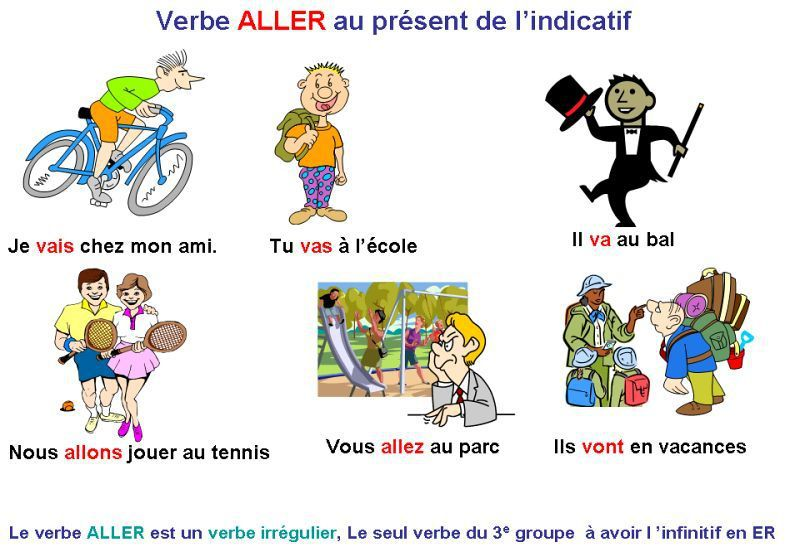 Verbe ALLER au présent de l'indicatif
Je vais chez mon ami.
Tu vas à l'école
Il va au bal
Nous allons jouer au tennis
Vous allez au parc
Ils vont en vacances
Le verbe ALLER est un verbe irrégulier, Le seul verbe du 3e groupe à avoir l 'infinitif en ER